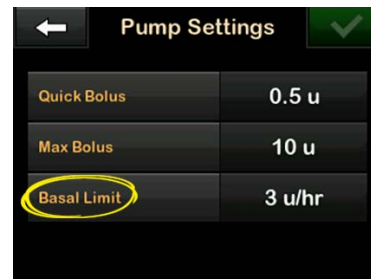 Pump Settings
Quick Bolus 0.5 u
Max Bolus 10 u
Basal Limit 3 u/hr